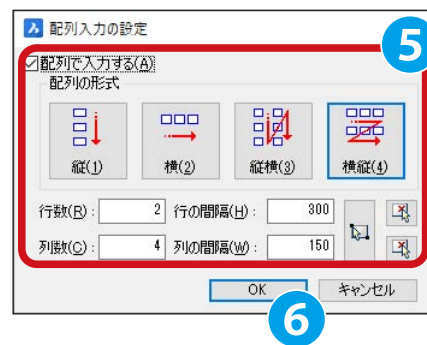 配列入力の設定
5
配列で入力する(A)
配列の形式
縦(1) 横(2) 縦横(3) 横縦(4)
行数(R): 2 行の間隔(H): 300
列数(C): 4 列の間隔(W): 150
OK キャンセル
6